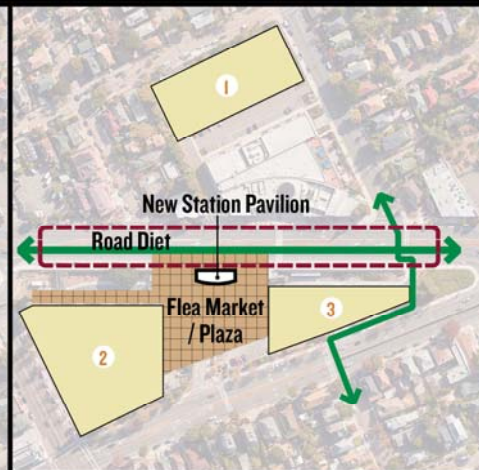 1
New Station Pavilion
Road Diet
Flea Market
/ Plaza
3
2